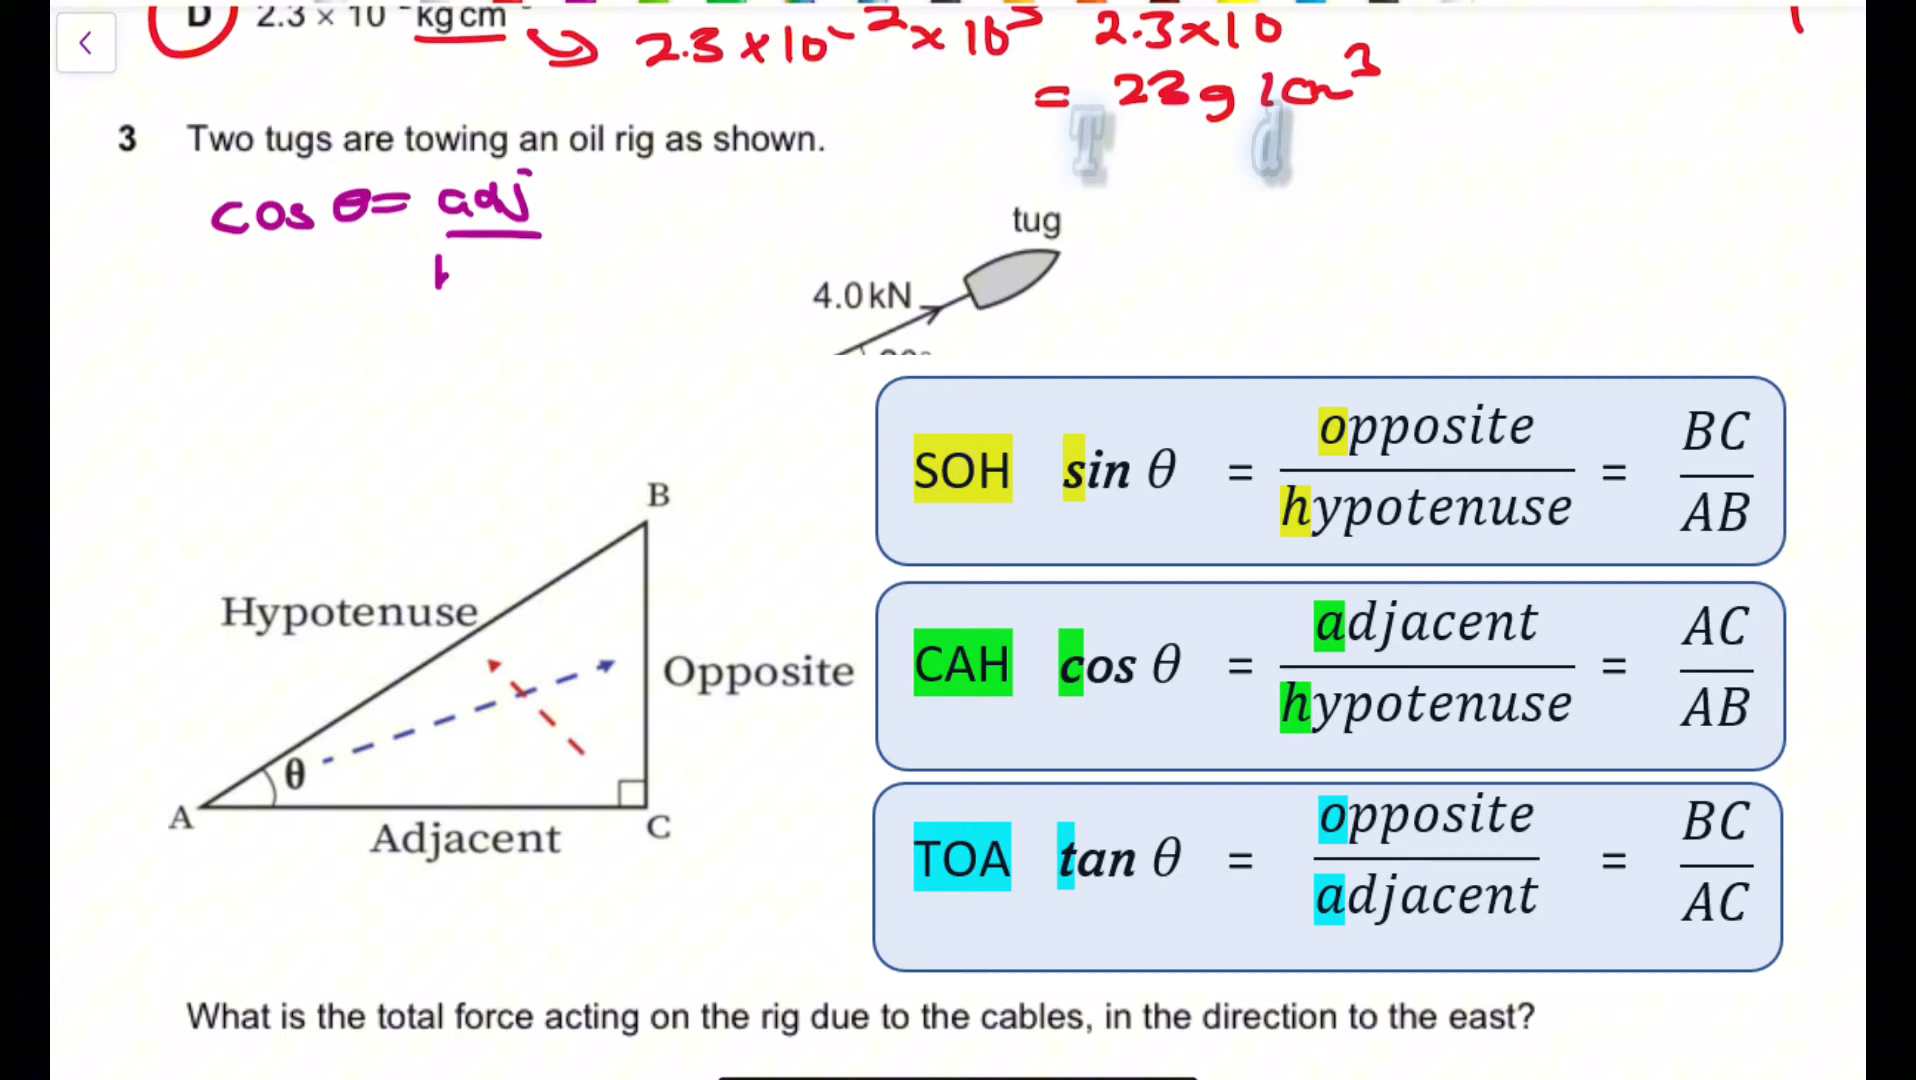 D 2.3 × 10⁻ kg cm
2.3 × 10⁻² × 10³ 2.3×10
= 23g / cm³
T d
3 Two tugs are towing an oil rig as shown.
cos θ = adj
tug
4.0 kN
SOH sin θ = opposite / hypotenuse = BC / AB
B
Hypotenuse
Opposite
CAH cos θ = adjacent / hypotenuse = AC / AB
θ
A
C
Adjacent
TOA tan θ = opposite / adjacent = BC / AC
What is the total force acting on the rig due to the cables, in the direction to the east?